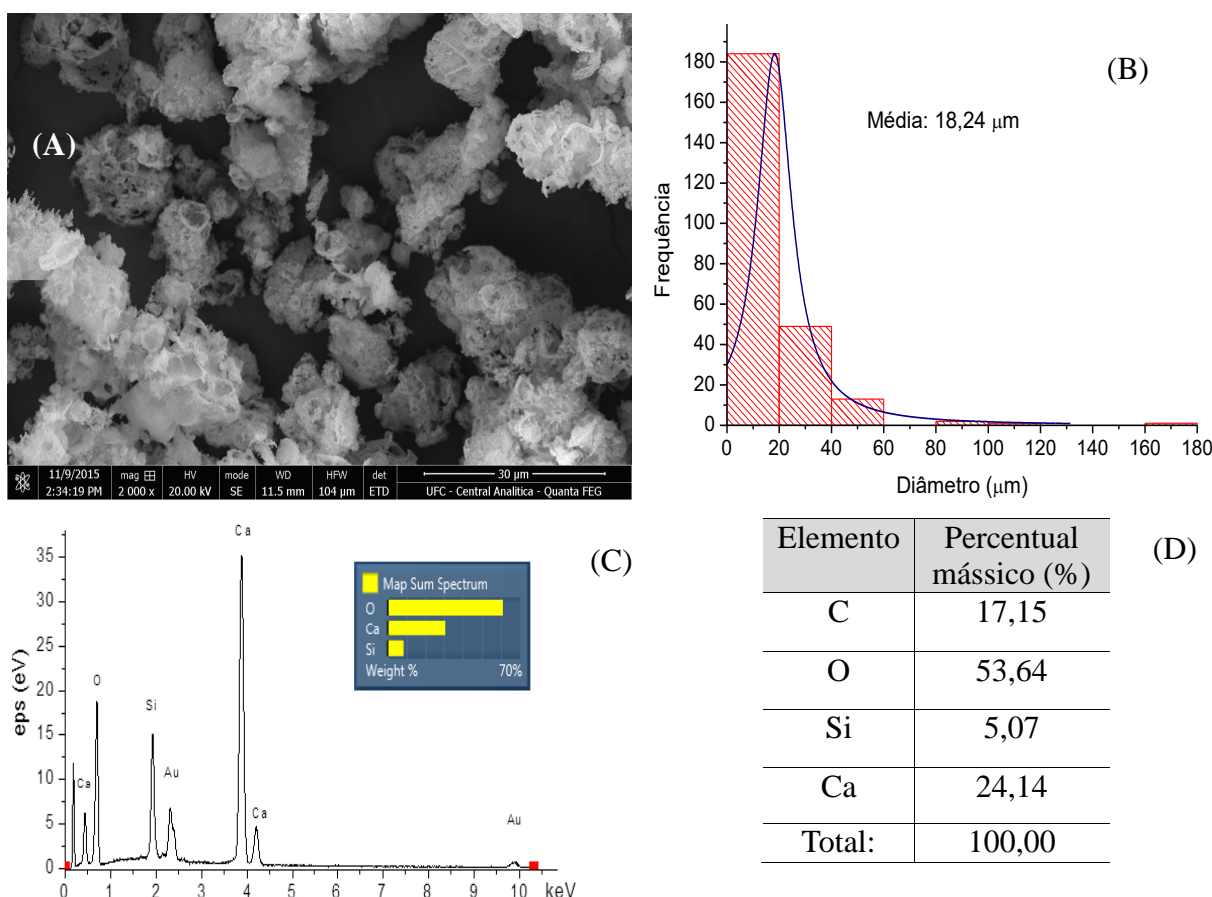 (A)
11/9/2015 mag HV mode WD HFW det 30 µm
2:34:19 PM 2 000 x 20.00 kV SE 11.5 mm 104 µm ETD UFC - Central Analitica - Quanta FEG
(B)
Média: 18,24 µm
Frequência
180
160
140
120
100
80
60
40
20
0
0 20 40 60 80 100 120 140 160 180
Diâmetro (µm)
(C)
eps (eV)
35
30
25
20
15
10
5
0
Ca
O
Ca
Si
Au
Ca
Au
Map Sum Spectrum
O
Ca
Si
Weight % 70%
0 1 2 3 4 5 6 7 8 9 10 keV
(D)
Elemento Percentual
mássico (%)
C 17,15
O 53,64
Si 5,07
Ca 24,14
Total: 100,00